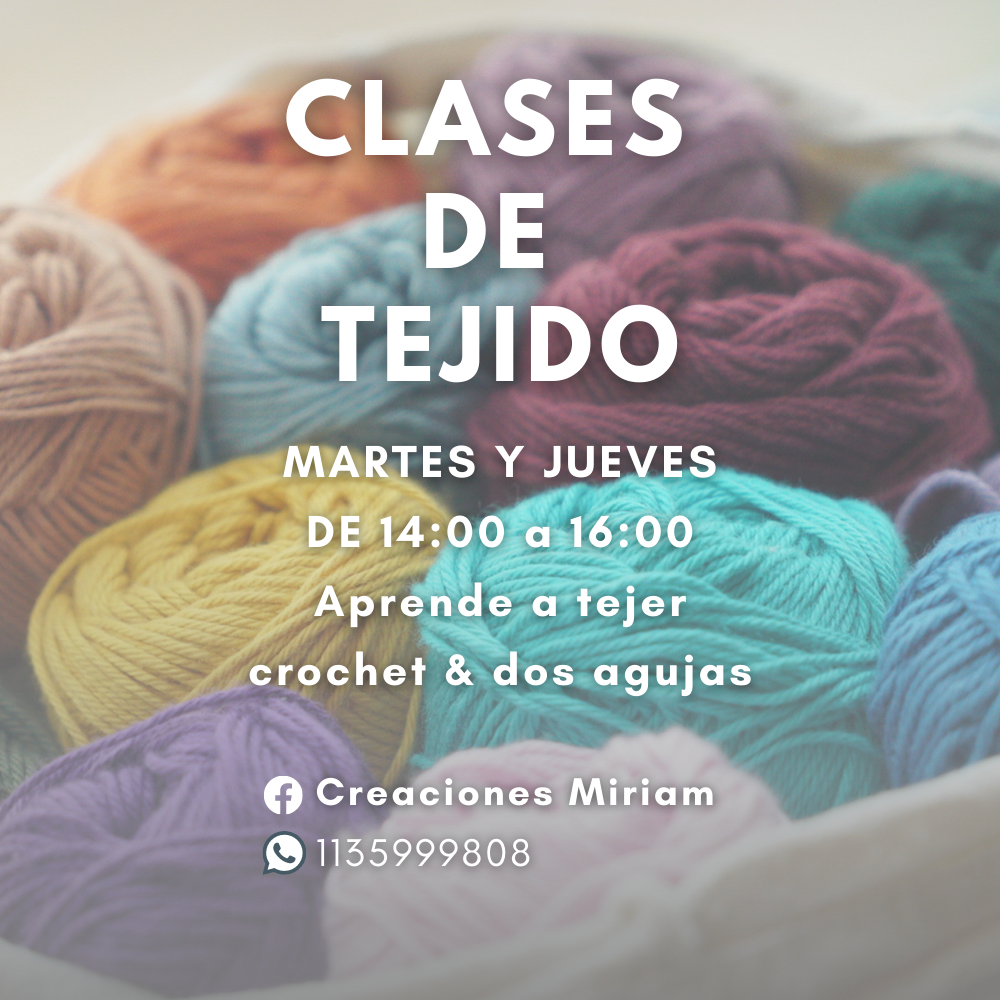 CLASES
DE
TEJIDO
MARTES Y JUEVES
DE 14:00 a 16:00
Aprende a tejer
crochet & dos agujas
Creaciones Miriam
1135999808